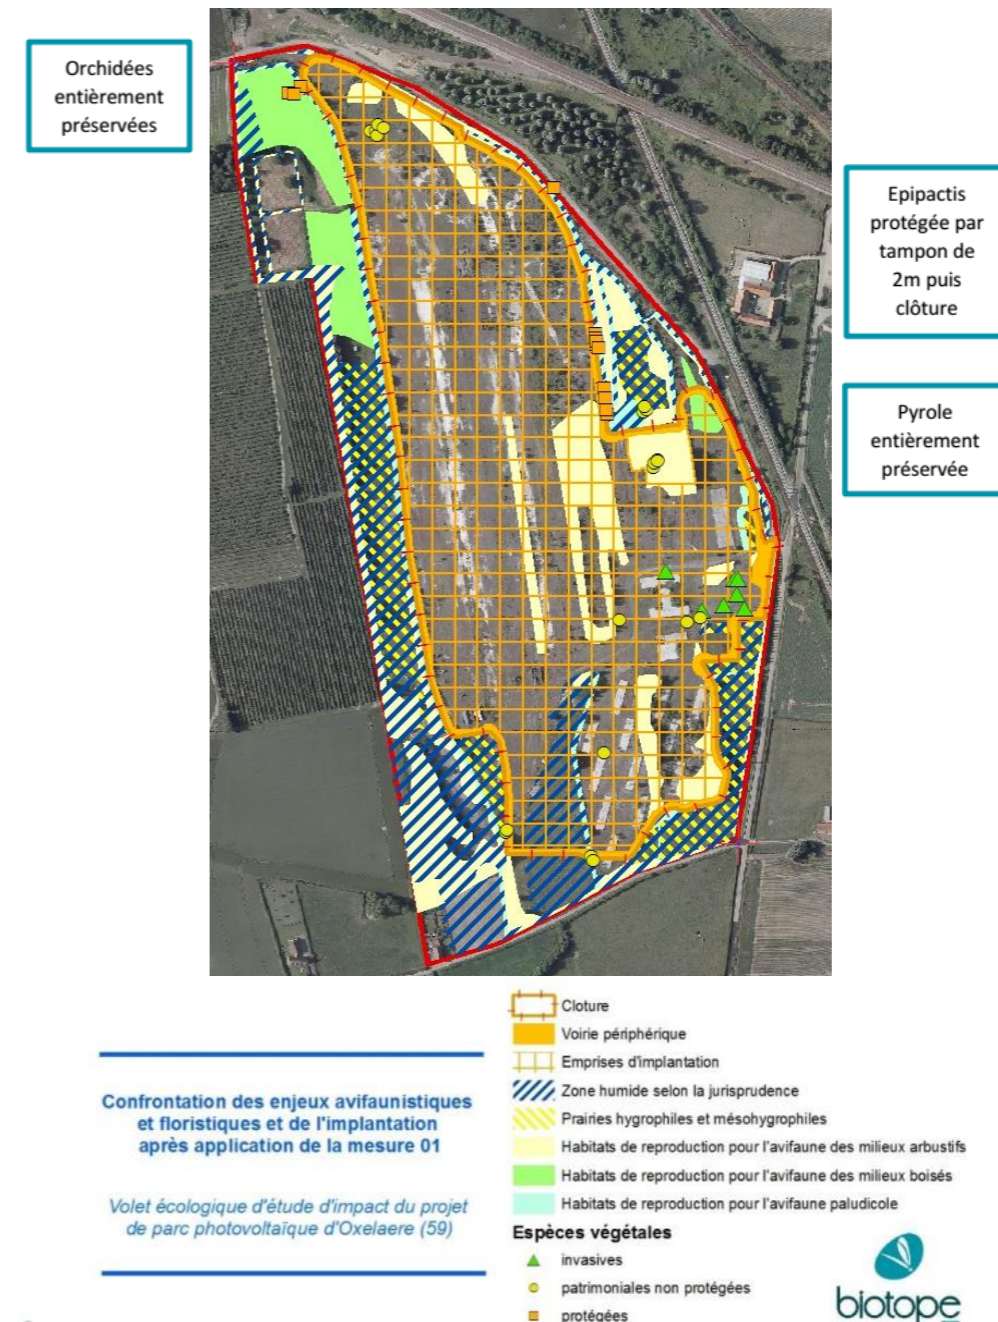 Orchidées
entièrement
préservées
Epipactis
protégée par
tampon de
2m puis
clôture
Pyrole
entièrement
préservée
Confrontation des enjeux avifaunistiques
et floristiques et de l'implantation
après application de la mesure 01
Volet écologique d'étude d'impact du projet
de parc photovoltaïque d'Oxelaere (59)
Cloture
Voirie périphérique
Emprises d'implantation
Zone humide selon la jurisprudence
Prairies hygrophiles et mésohygrophiles
Habitats de reproduction pour l'avifaune des milieux arbustifs
Habitats de reproduction pour l'avifaune des milieux boisés
Habitats de reproduction pour l'avifaune paludicole
Espèces végétales
invasives
patrimoniales non protégées
protégées
biotope